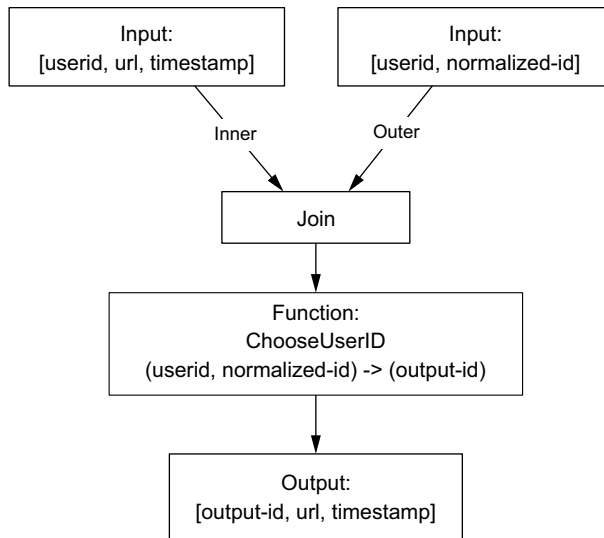 Input:
[userid, url, timestamp]
Input:
[userid, normalized-id]
Inner
Outer
Join
Function:
ChooseUserID
(userid, normalized-id) -> (output-id)
Output:
[output-id, url, timestamp]